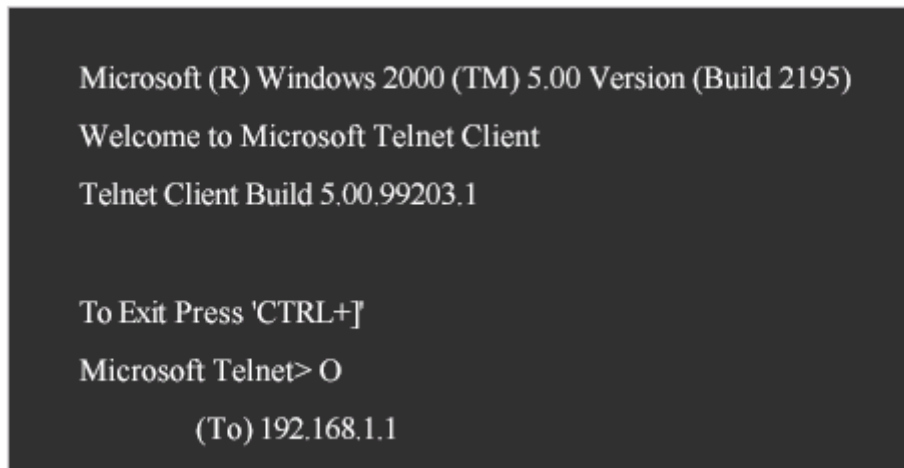 Microsoft (R) Windows 2000 (TM) 5.00 Version (Build 2195)
Welcome to Microsoft Telnet Client
Telnet Client Build 5.00.99203.1
To Exit Press 'CTRL+]'
Microsoft Telnet> O
(To) 192.168.1.1